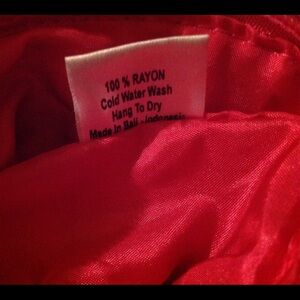 100 % RAYON
Cold Water Wash
Hang To Dry
Made In Bali - Indonesia